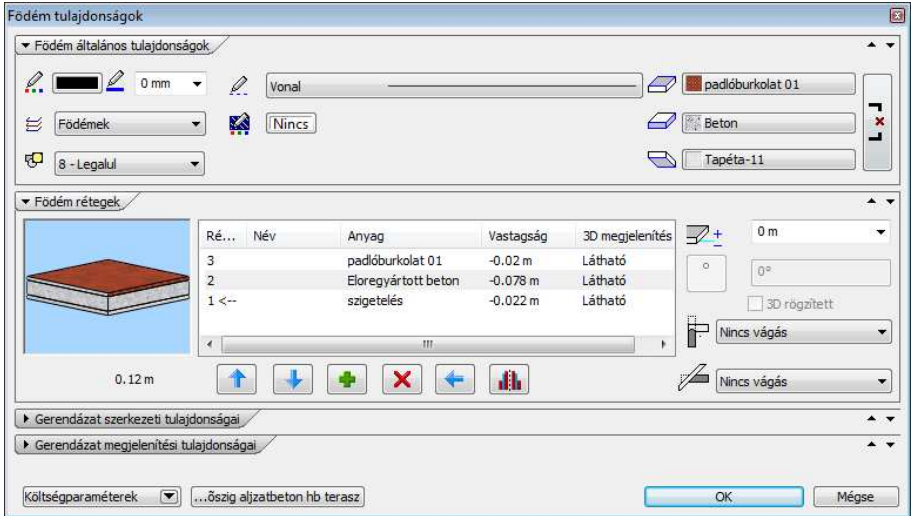 Födém tulajdonságok
Födém általános tulajdonságok
0 mm
Vonal
padlóburkolat 01
Födémek
Nincs
Beton
8 - Legalul
Tapéta-11
Födém rétegek
Ré... Név Anyag Vastagság 3D megjelenítés
3 padlóburkolat 01 -0.02 m Látható
2 Eloregyártott beton -0.078 m Látható
1 <-- szigetelés -0.022 m Látható
0 m
0°
3D rögzített
Nincs vágás
0.12 m
Nincs vágás
Gerendázat szerkezeti tulajdonságai
Gerendázat megjelenítési tulajdonságai
Költségparaméterek
...õszig aljzatbeton hb terasz
OK
Mégse